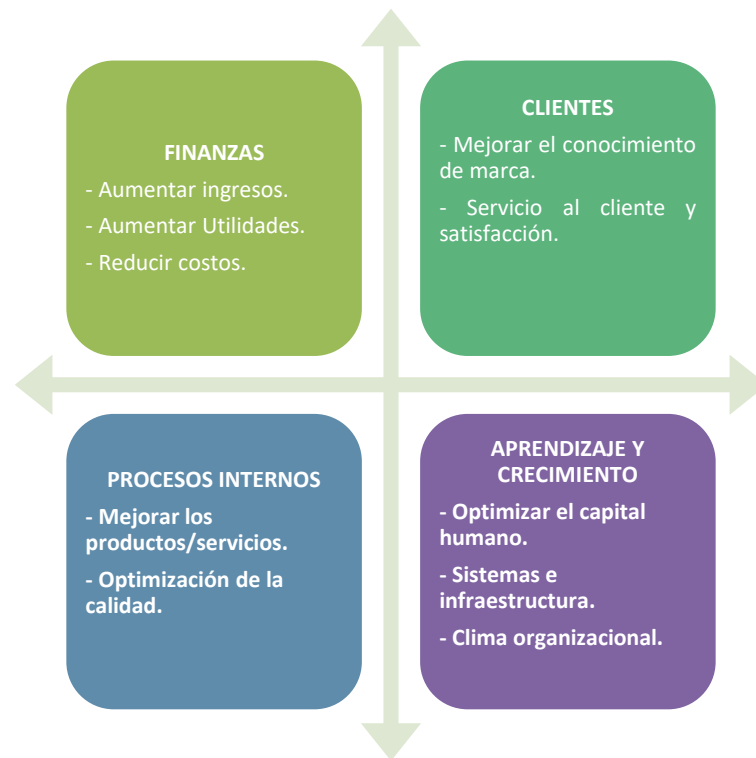 FINANZAS
- Aumentar ingresos.
- Aumentar Utilidades.
- Reducir costos.
CLIENTES
- Mejorar el conocimiento
de marca.
- Servicio al cliente y
satisfacción.
PROCESOS INTERNOS
- Mejorar los
productos/servicios.
- Optimización de la
calidad.
APRENDIZAJE Y
CRECIMIENTO
- Optimizar el capital
humano.
- Sistemas e
infraestructura.
- Clima organizacional.